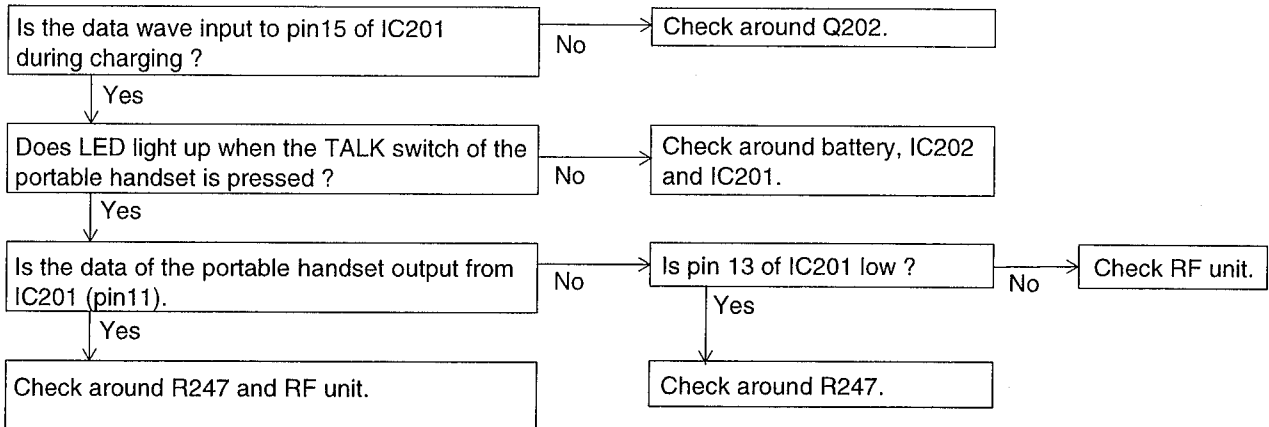 Is the data wave input to pin15 of IC201
during charging ?
No
Check around Q202.
Yes
Does LED light up when the TALK switch of the
portable handset is pressed ?
No
Check around battery, IC202
and IC201.
Yes
Is the data of the portable handset output from
IC201 (pin11).
No
Is pin 13 of IC201 low ?
No
Check RF unit.
Yes
Yes
Check around R247 and RF unit.
Check around R247.